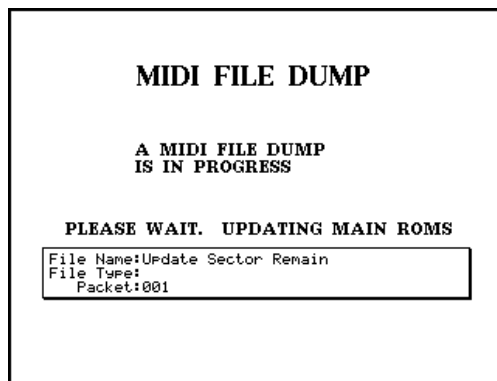 MIDI FILE DUMP
A MIDI FILE DUMP
IS IN PROGRESS
PLEASE WAIT. UPDATING MAIN ROMS
File Name:Update Sector Remain
File Type:
Packet:001